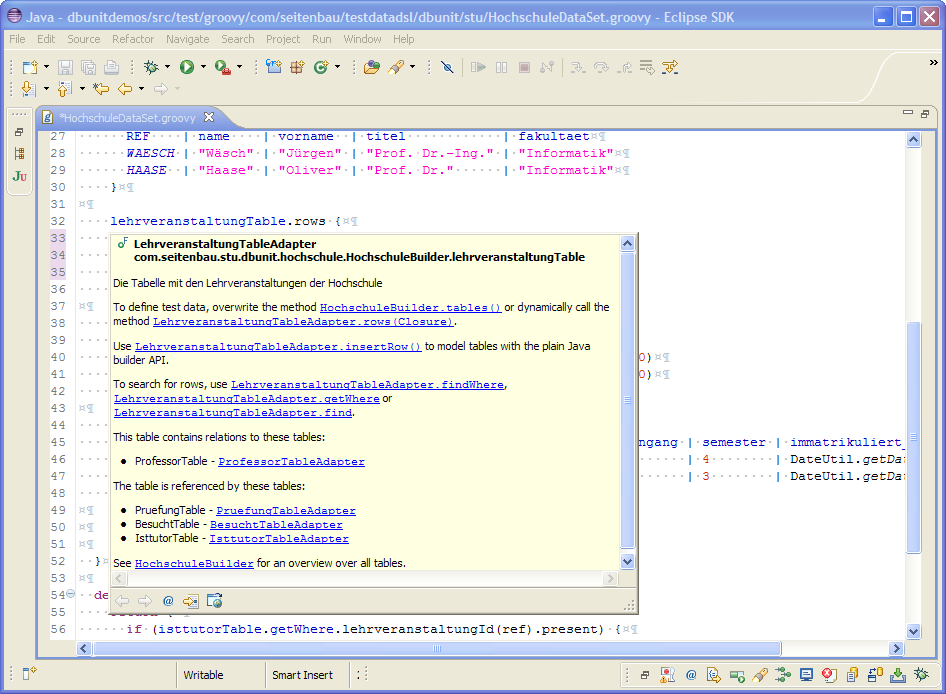 Java - dbunitdemos/src/test/groovy/com/seitenbau/testdatadsl/dbunit/stu/HochschuleDataSet.groovy - Eclipse SDK
File Edit Source Refactor Navigate Search Project Run Window Help
*HochschuleDataSet.groovy
27 REF | name | vorname | titel | fakultaet
28 WAESCH | "Wäsch" | "Jürgen" | "Prof. Dr.-Ing." | "Informatik"
29 HAASE | "Haase" | "Oliver" | "Prof. Dr." | "Informatik"
30 }
31
32 lehrveranstaltungTable.rows {
33
34
35
36
37
38
39
40 0)
41 0)
42
43
44
45 ngang | semester | immatrikuliert_
46 | 4 | DateUtil.getDa
47 | 3 | DateUtil.getDa
48
49
50
51
52 }
53
54 de
55
56 if (isttutorTable.getWhere.lehrveranstaltungId(ref).present) {
LehrveranstaltungTableAdapter
com.seitenbau.stu.dbunit.hochschule.HochschuleBuilder.lehrveranstaltungTable
Die Tabelle mit den Lehrveranstaltungen der Hochschule
To define test data, overwrite the method HochschuleBuilder.tables() or dynamically call the
method LehrveranstaltungTableAdapter.rows(Closure).
Use LehrveranstaltungTableAdapter.insertRow() to model tables with the plain Java
builder API.
To search for rows, use LehrveranstaltungTableAdapter.findWhere,
LehrveranstaltungTableAdapter.getWhere or
LehrveranstaltungTableAdapter.find.
This table contains relations to these tables:
• ProfessorTable - ProfessorTableAdapter
The table is referenced by these tables:
• PruefungTable - PruefungTableAdapter
• BesuchtTable - BesuchtTableAdapter
• IsttutorTable - IsttutorTableAdapter
See HochschuleBuilder for an overview over all tables.
Writable Smart Insert :